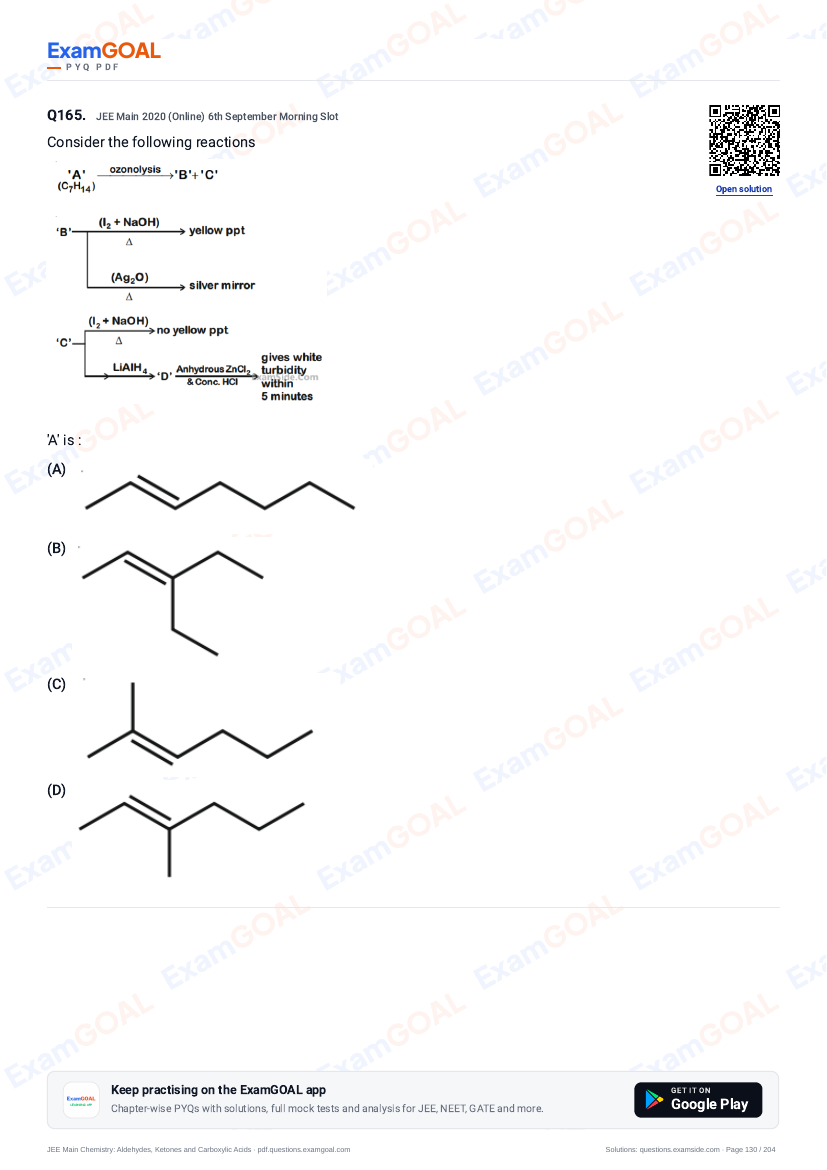 ExamGOAL
PYQ PDF
Q165. JEE Main 2020 (Online) 6th September Morning Slot
Consider the following reactions
Open solution
'A' ozonolysis 'B'+'C'
(C₇H₁₄)
(I₂ + NaOH)
'B' yellow ppt
Δ
(Ag₂O)
silver mirror
Δ
(I₂ + NaOH)
no yellow ppt
'C' Δ
LiAlH₄ 'D' Anhydrous ZnCl₂ & Conc. HCl
gives white
turbidity
within
5 minutes
'A' is :
(A)
(B)
(C)
(D)
Keep practising on the ExamGOAL app
Chapter-wise PYQs with solutions, full mock tests and analysis for JEE, NEET, GATE and more.
GET IT ON
Google Play
JEE Main Chemistry: Aldehydes, Ketones and Carboxylic Acids · pdf.questions.examgoal.com
Solutions: questions.examside.com · Page 130 / 204